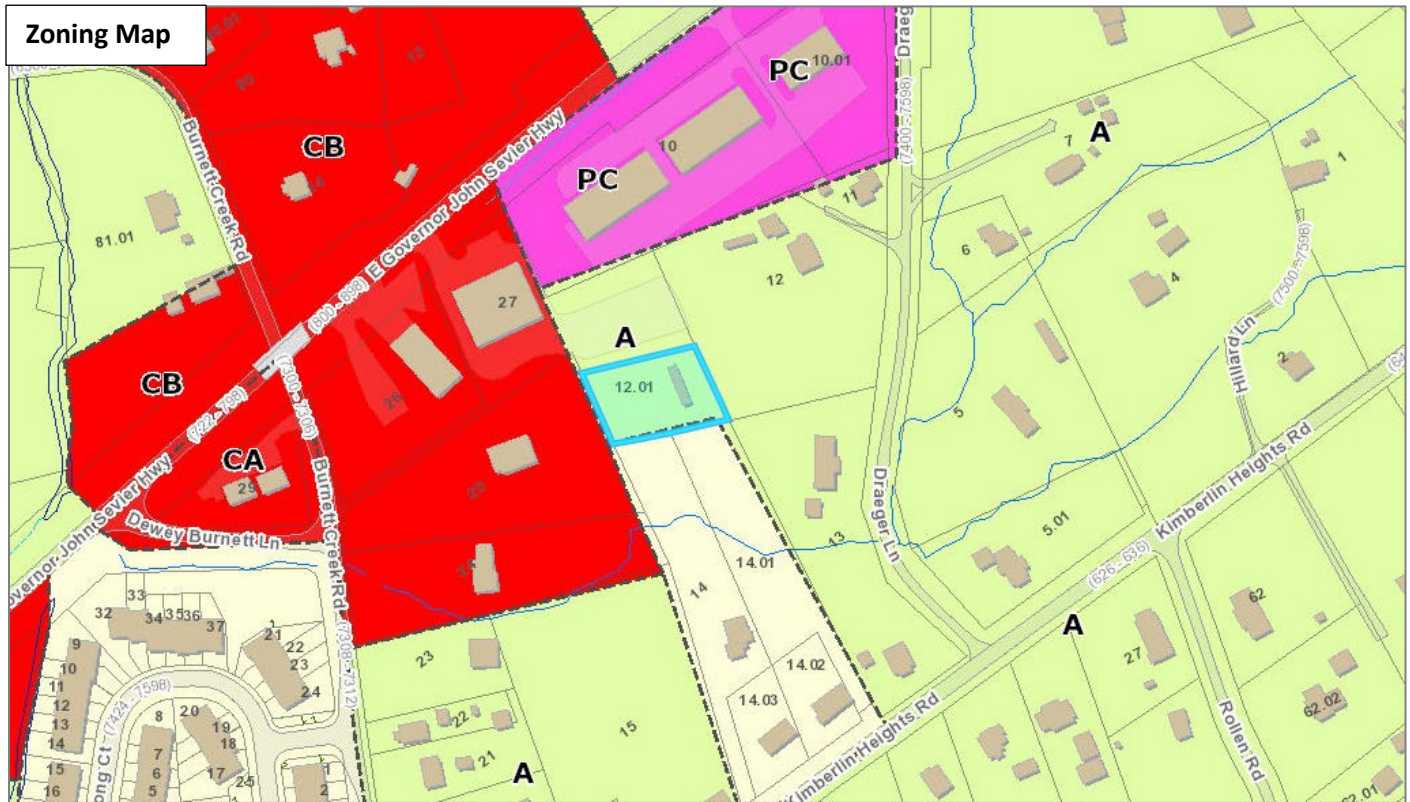 Zoning Map
13
PC
10.01
Draeg
(7400 - 7598)
CB
Burnett Creek Rd
E Governor John Sevier Hwy
10
PC
7
A
1
81.01
11
6
12
4
(7500 - 7598)
(800 - 898)
27
A
Hillard Ln
2
CB
(722 - 798)
(7300 - 7306)
26
12.01
5
CA
29
Governor John Sevier Hwy
Dewey Burnett Ln
Burnett Creek Rd
Draeger Ln
13
5.01
Kimberlin Heights Rd
(626 - 636)
14.01
14
33
32
34
35
36
37
21
22
23
24
23
A
62
27
14.02
14.03
9
10
11
12
13
14
15
16
(7424 - 7598)
(7308 - 7312)
8
20
19
18
17
25
7
6
5
1
2
22
21
15
A
Kimberlin Heights Rd
Rollen Rd
62.02
ong Ct